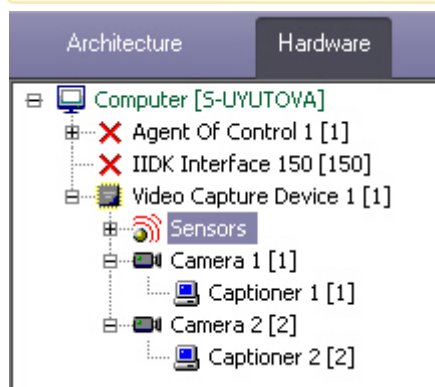 Architecture Hardware
Computer [S-UYUTOVA]
Agent Of Control 1 [1]
IIDK Interface 150 [150]
Video Capture Device 1 [1]
Sensors
Camera 1 [1]
Captioner 1 [1]
Camera 2 [2]
Captioner 2 [2]